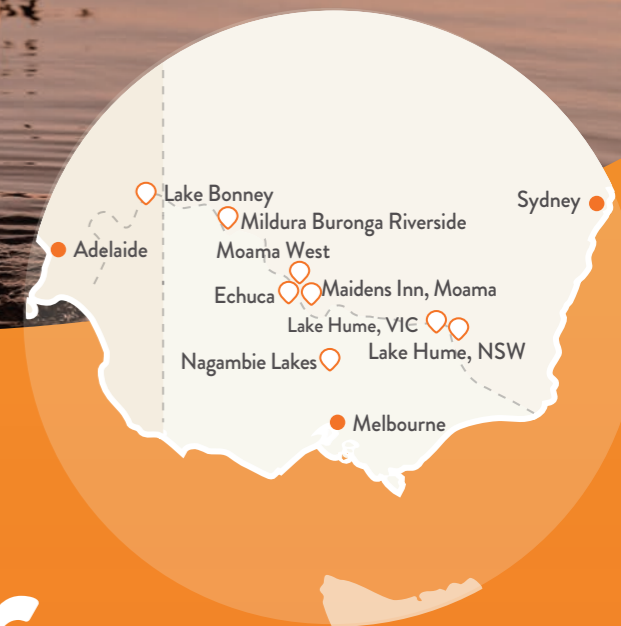 Lake Bonney
Sydney
Mildura Buronga Riverside
Adelaide
Moama West
Echuca
Maidens Inn, Moama
Lake Hume, VIC
Lake Hume, NSW
Nagambie Lakes
Melbourne